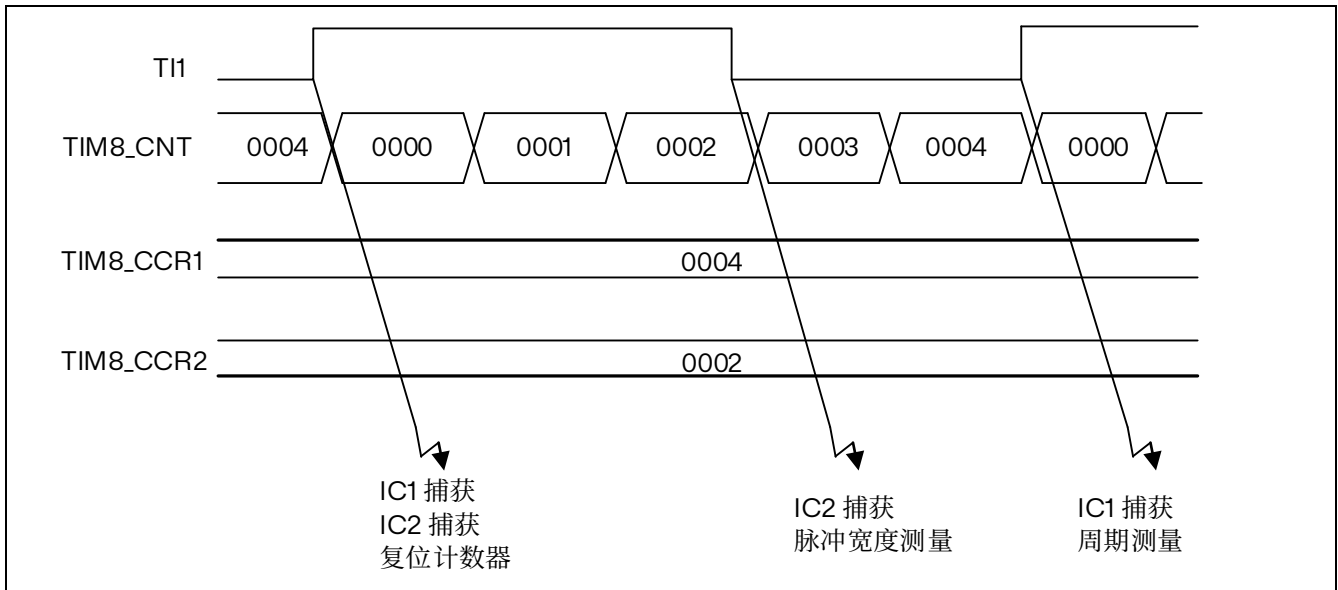 TI1
TIM8_CNT 0004 0000 0001 0002 0003 0004 0000
TIM8_CCR1 0004
TIM8_CCR2 0002
IC1 捕获
IC2 捕获
复位计数器
IC2 捕获
脉冲宽度测量
IC1 捕获
周期测量